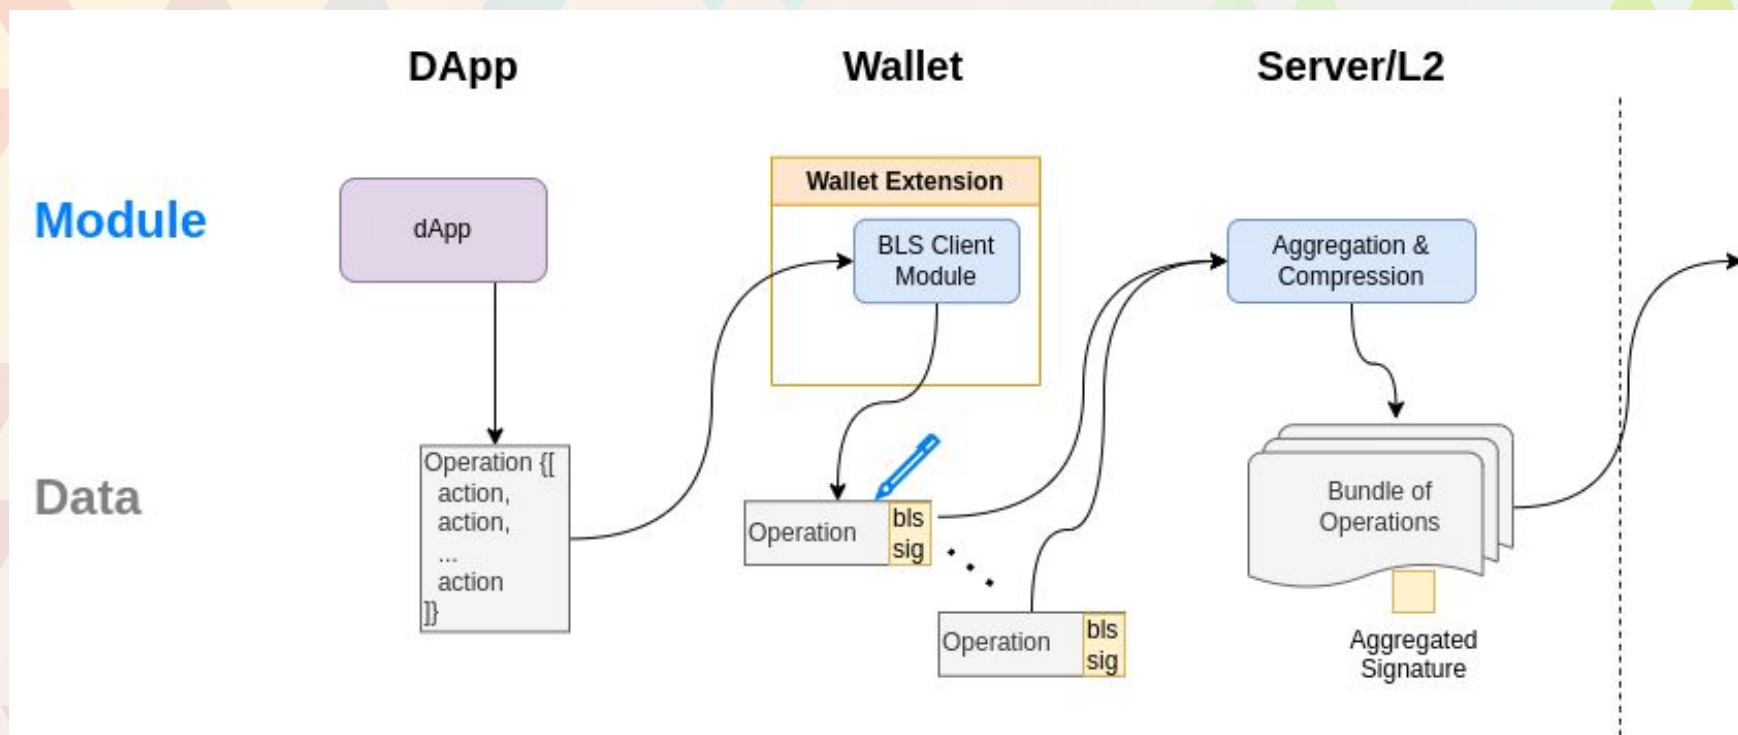 DApp
Wallet
Server/L2
Module
dApp
Wallet Extension
BLS Client
Module
Aggregation &
Compression
Data
Operation {[
action,
action,
...
action
]}
Operation
bls
sig
Operation
bls
sig
Bundle of
Operations
Aggregated
Signature